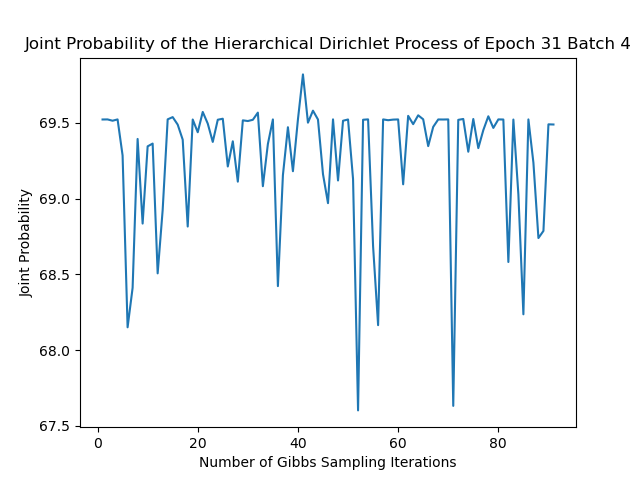 Joint Probability of the Hierarchical Dirichlet Process of Epoch 31 Batch 4
69.5
69.0
68.5
68.0
67.5
Joint Probability
0 20 40 60 80
Number of Gibbs Sampling Iterations